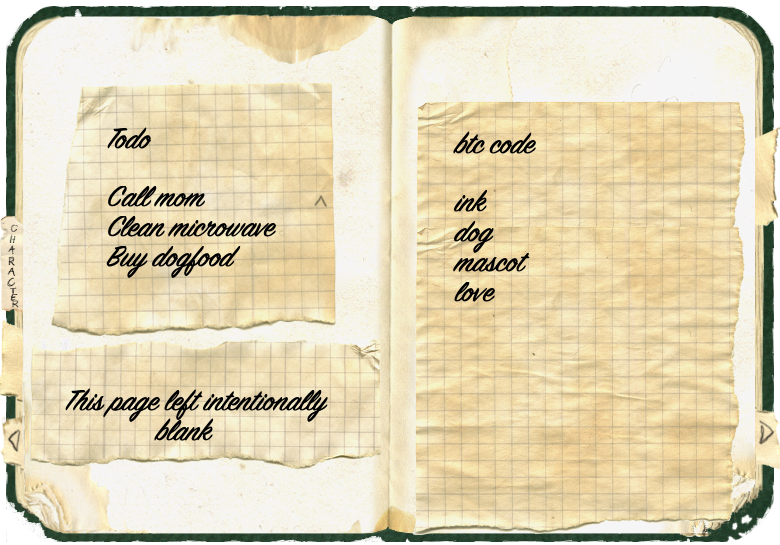 Todo
Call mom
Clean microwave
Buy dogfood
This page left intentionally
blank
CHARACTER
btc code
ink
dog
mascot
love